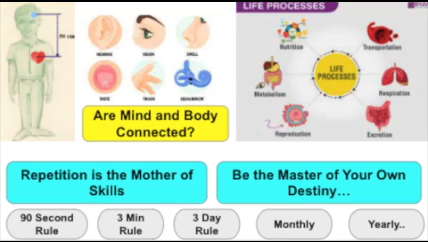 LIFE PROCESSES
HEARING
VISION
SMELL
TASTE
TOUCH
EQUILIBRIUM
Are Mind and Body
Connected?
Nutrition
Transportation
Metabolism
LIFE
PROCESSES
Respiration
Reproduction
Excretion
Repetition is the Mother of
Skills
Be the Master of Your Own
Destiny...
90 Second
Rule
3 Min
Rule
3 Day
Rule
Monthly
Yearly..